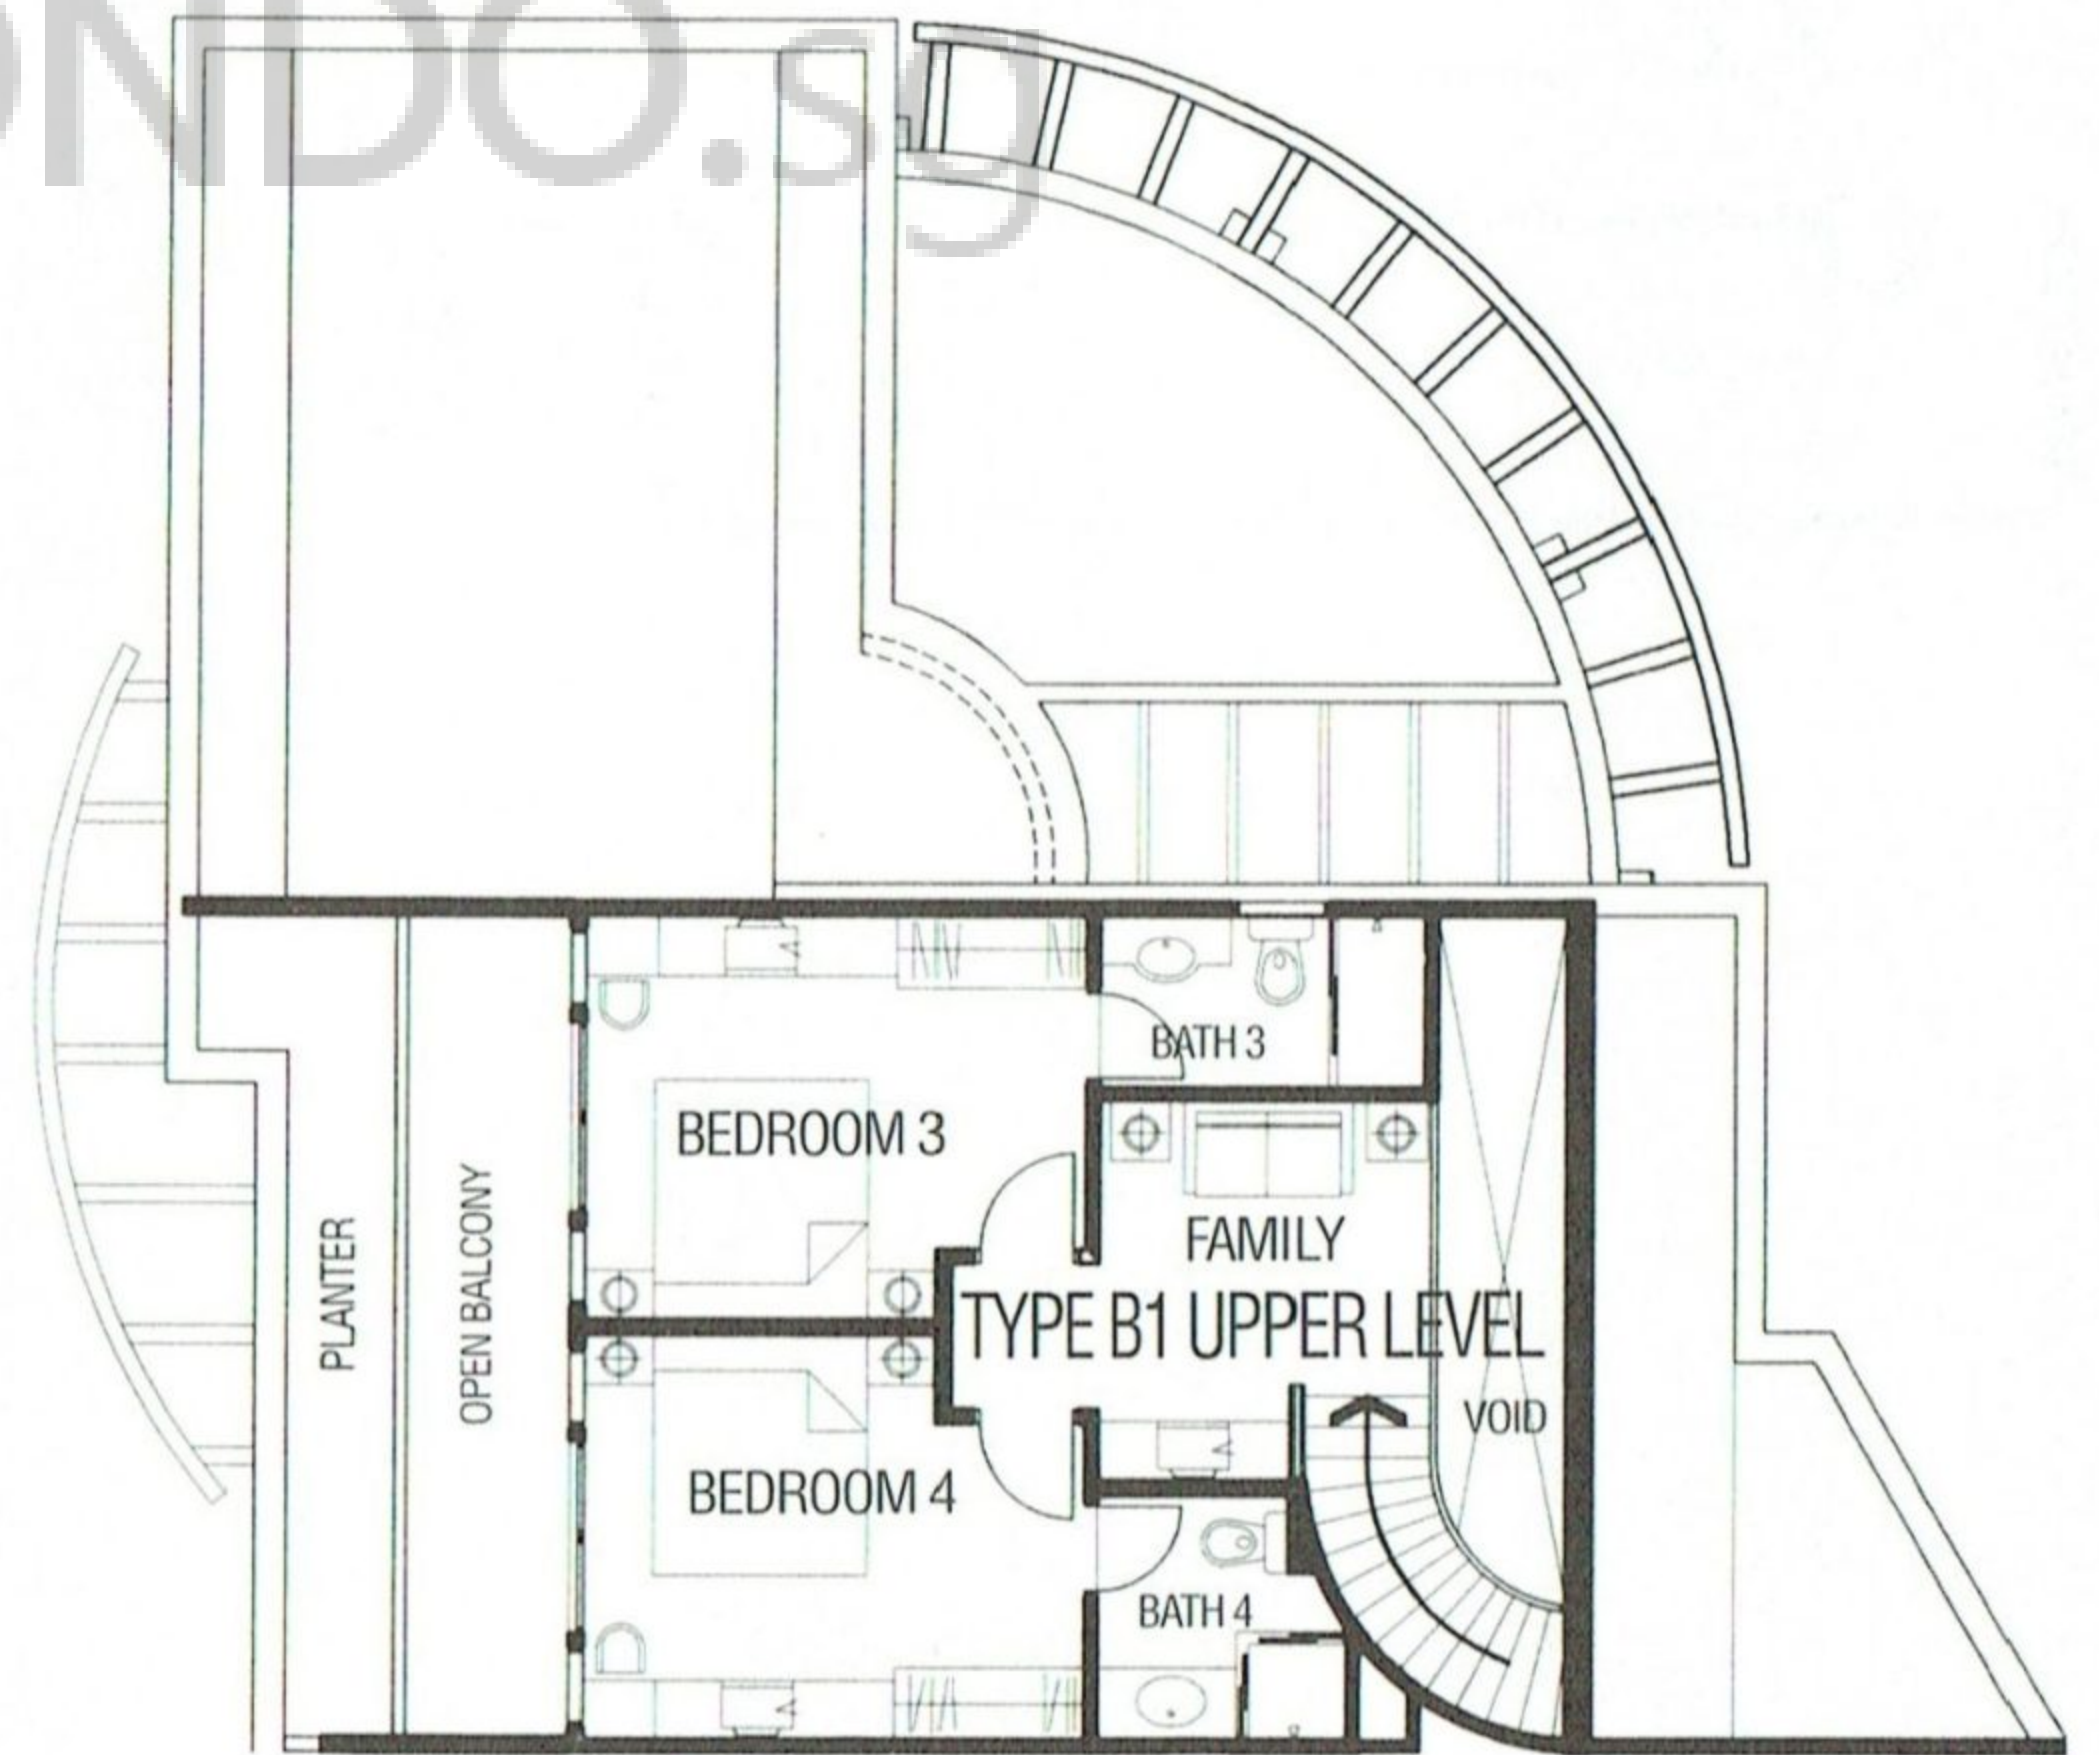 ONDO.sg
BATH 3
BEDROOM 3
FAMILY
PLANTER
OPEN BALCONY
TYPE B1 UPPER LEVEL
VOID
BEDROOM 4
BATH 4